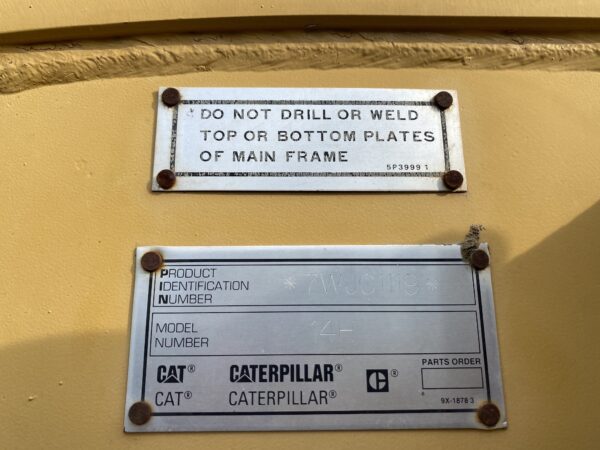 DO NOT DRILL OR WELD
TOP OR BOTTOM PLATES
OF MAIN FRAME
5P3999 1
PRODUCT
IDENTIFICATION
NUMBER
MODEL
NUMBER
14-
PARTS ORDER
CAT® CATERPILLAR® C®
CAT® CATERPILLAR®
9X-1878 3